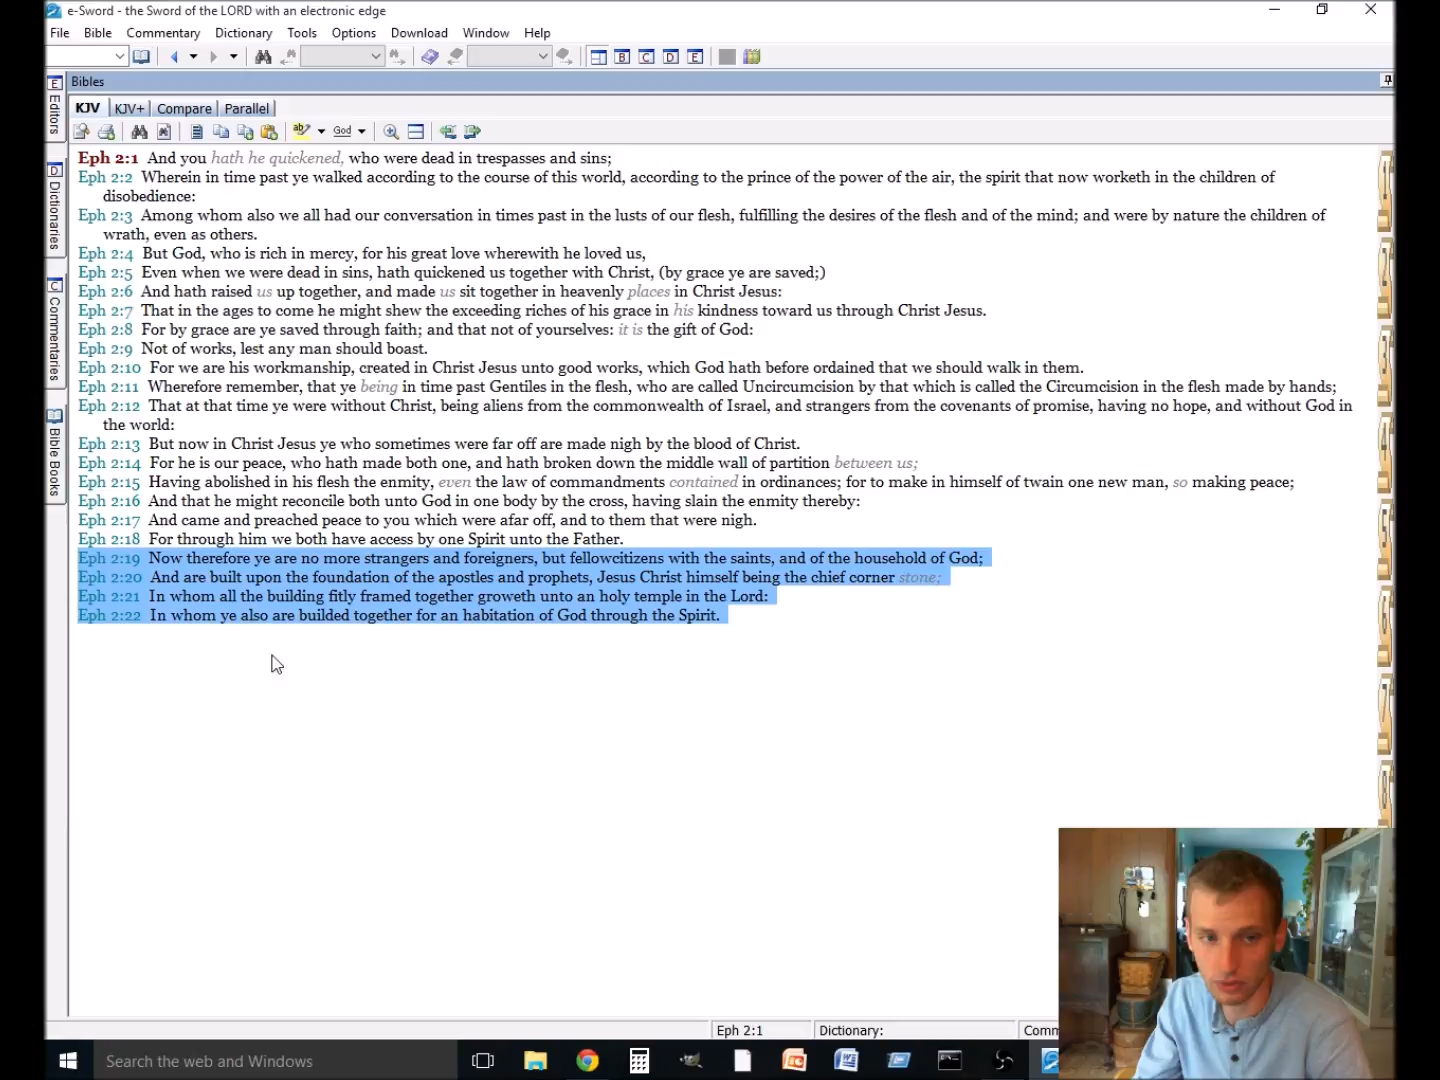 e-Sword - the Sword of the LORD with an electronic edge
File Bible Commentary Dictionary Tools Options Download Window Help
B C D E
Bibles
E Editors
D Dictionaries
C Commentaries
Bible Books
KJV KJV+ Compare Parallel
ab God
Eph 2:1 And you hath he quickened, who were dead in trespasses and sins;
Eph 2:2 Wherein in time past ye walked according to the course of this world, according to the prince of the power of the air, the spirit that now worketh in the children of
disobedience:
Eph 2:3 Among whom also we all had our conversation in times past in the lusts of our flesh, fulfilling the desires of the flesh and of the mind; and were by nature the children of
wrath, even as others.
Eph 2:4 But God, who is rich in mercy, for his great love wherewith he loved us,
Eph 2:5 Even when we were dead in sins, hath quickened us together with Christ, (by grace ye are saved;)
Eph 2:6 And hath raised us up together, and made us sit together in heavenly places in Christ Jesus:
Eph 2:7 That in the ages to come he might shew the exceeding riches of his grace in his kindness toward us through Christ Jesus.
Eph 2:8 For by grace are ye saved through faith; and that not of yourselves: it is the gift of God:
Eph 2:9 Not of works, lest any man should boast.
Eph 2:10 For we are his workmanship, created in Christ Jesus unto good works, which God hath before ordained that we should walk in them.
Eph 2:11 Wherefore remember, that ye being in time past Gentiles in the flesh, who are called Uncircumcision by that which is called the Circumcision in the flesh made by hands;
Eph 2:12 That at that time ye were without Christ, being aliens from the commonwealth of Israel, and strangers from the covenants of promise, having no hope, and without God in
the world:
Eph 2:13 But now in Christ Jesus ye who sometimes were far off are made nigh by the blood of Christ.
Eph 2:14 For he is our peace, who hath made both one, and hath broken down the middle wall of partition between us;
Eph 2:15 Having abolished in his flesh the enmity, even the law of commandments contained in ordinances; for to make in himself of twain one new man, so making peace;
Eph 2:16 And that he might reconcile both unto God in one body by the cross, having slain the enmity thereby:
Eph 2:17 And came and preached peace to you which were afar off, and to them that were nigh.
Eph 2:18 For through him we both have access by one Spirit unto the Father.
Eph 2:19 Now therefore ye are no more strangers and foreigners, but fellowcitizens with the saints, and of the household of God;
Eph 2:20 And are built upon the foundation of the apostles and prophets, Jesus Christ himself being the chief corner stone;
Eph 2:21 In whom all the building fitly framed together groweth unto an holy temple in the Lord:
Eph 2:22 In whom ye also are builded together for an habitation of God through the Spirit.
1
2
3
4
5
6
7
8
Eph 2:1 Dictionary: Comm
Search the web and Windows